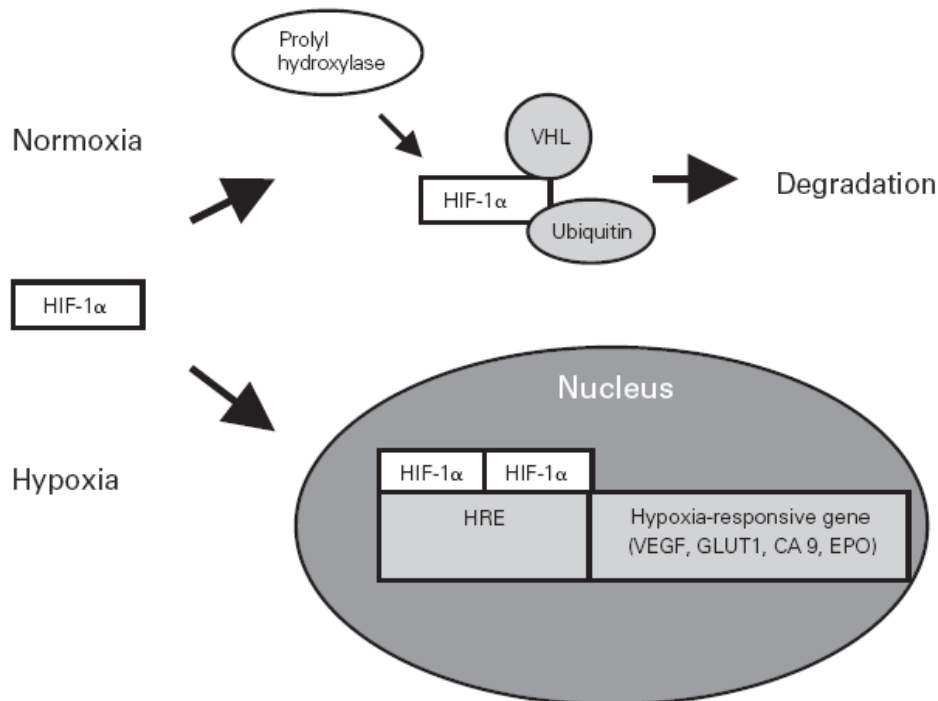 Prolyl
hydroxylase
Normoxia
VHL
HIF-1α
Ubiquitin
Degradation
HIF-1α
Nucleus
Hypoxia
HIF-1α
HIF-1α
HRE
Hypoxia-responsive gene
(VEGF, GLUT1, CA 9, EPO)